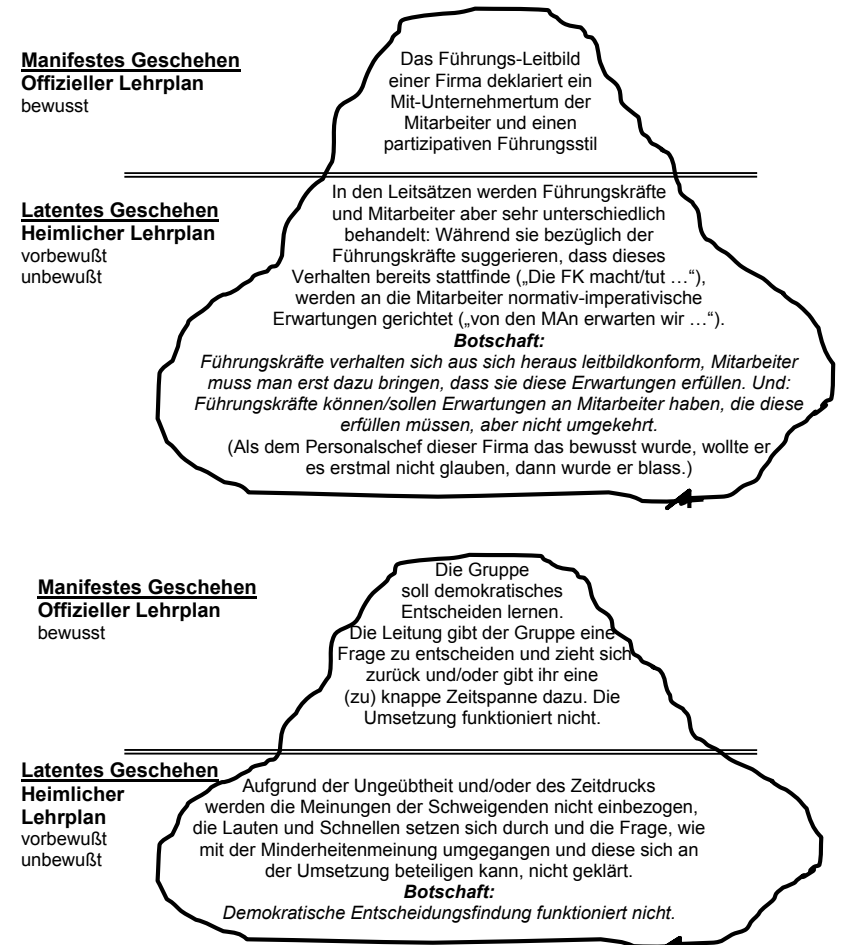 Manifestes Geschehen
Offizieller Lehrplan
bewusst
Das Führungs-Leitbild
einer Firma deklariert ein
Mit-Unternehmertum der
Mitarbeiter und einen
partizipativen Führungsstil
Latentes Geschehen
Heimlicher Lehrplan
vorbewußt
unbewußt
In den Leitsätzen werden Führungskräfte
und Mitarbeiter aber sehr unterschiedlich
behandelt: Während sie bezüglich der
Führungskräfte suggerieren, dass dieses
Verhalten bereits stattfinde („Die FK macht/tut …“),
werden an die Mitarbeiter normativ-imperativische
Erwartungen gerichtet („von den MAn erwarten wir …“).
Botschaft:
Führungskräfte verhalten sich aus sich heraus leitbildkonform, Mitarbeiter
muss man erst dazu bringen, dass sie diese Erwartungen erfüllen. Und:
Führungskräfte können/sollen Erwartungen an Mitarbeiter haben, die diese
erfüllen müssen, aber nicht umgekehrt.
(Als dem Personalschef dieser Firma das bewusst wurde, wollte er
es erstmal nicht glauben, dann wurde er blass.)
Manifestes Geschehen
Offizieller Lehrplan
bewusst
Die Gruppe
soll demokratisches
Entscheiden lernen.
Die Leitung gibt der Gruppe eine
Frage zu entscheiden und zieht sich
zurück und/oder gibt ihr eine
(zu) knappe Zeitspanne dazu. Die
Umsetzung funktioniert nicht.
Latentes Geschehen
Heimlicher
Lehrplan
vorbewußt
unbewußt
Aufgrund der Ungeübtheit und/oder des Zeitdrucks
werden die Meinungen der Schweigenden nicht einbezogen,
die Lauten und Schnellen setzen sich durch und die Frage, wie
mit der Minderheitenmeinung umgegangen und diese sich an
der Umsetzung beteiligen kann, nicht geklärt.
Botschaft:
Demokratische Entscheidungsfindung funktioniert nicht.